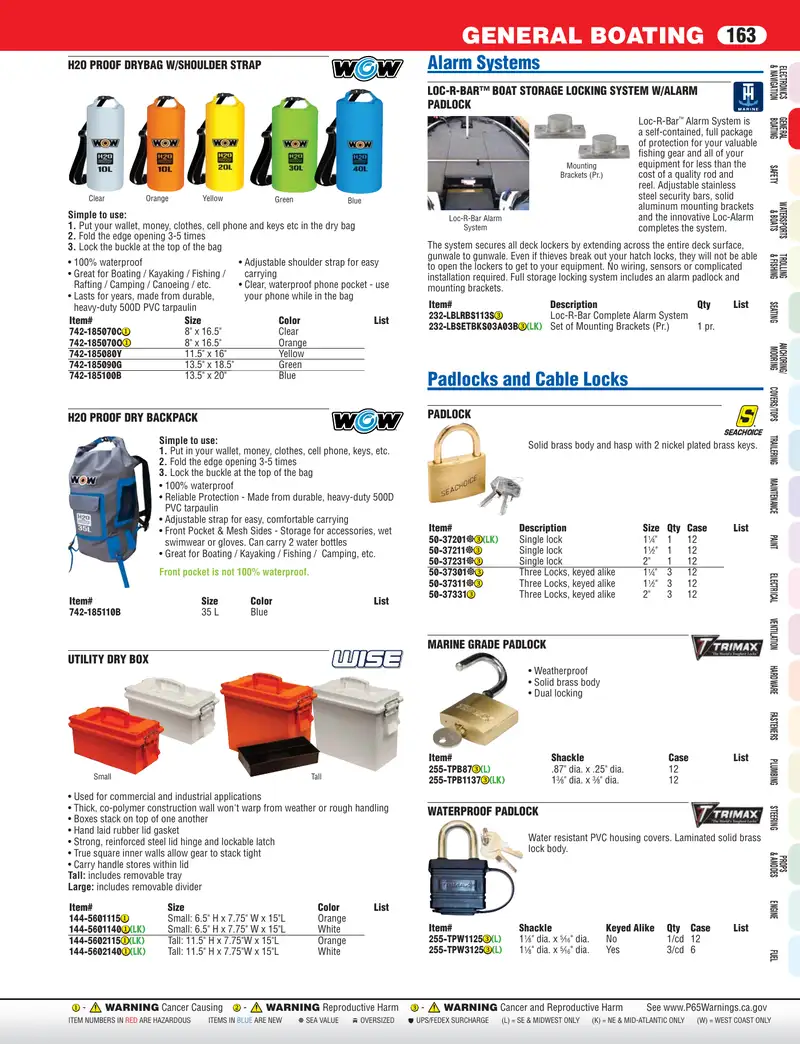 GENERAL BOATING 163
H2O PROOF DRYBAG W/SHOULDER STRAP
WOW
Clear
Orange
Yellow
Green
Blue
Simple to use:
1. Put your wallet, money, clothes, cell phone and keys etc in the dry bag
2. Fold the edge opening 3-5 times
3. Lock the buckle at the top of the bag
• 100% waterproof
• Great for Boating / Kayaking / Fishing /
Rafting / Camping / Canoeing / etc.
• Lasts for years, made from durable,
heavy-duty 500D PVC tarpaulin
• Adjustable shoulder strap for easy
carrying
• Clear, waterproof phone pocket - use
your phone while in the bag
Item# Size Color List
742-185070C① 8" x 16.5" Clear
742-185070O① 8" x 16.5" Orange
742-185080Y 11.5" x 16" Yellow
742-185090G 13.5" x 18.5" Green
742-185100B 13.5" x 20" Blue
H2O PROOF DRY BACKPACK
WOW
Simple to use:
1. Put in your wallet, money, clothes, cell phone, keys, etc.
2. Fold the edge opening 3-5 times
3. Lock the buckle at the top of the bag
• 100% waterproof
• Reliable Protection - Made from durable, heavy-duty 500D
PVC tarpaulin
• Adjustable strap for easy, comfortable carrying
• Front Pocket & Mesh Sides - Storage for accessories, wet
swimwear or gloves. Can carry 2 water bottles
• Great for Boating / Kayaking / Fishing / Camping, etc.
Front pocket is not 100% waterproof.
Item# Size Color List
742-185110B 35 L Blue
UTILITY DRY BOX
WISE
Small
Tall
• Used for commercial and industrial applications
• Thick, co-polymer construction wall won't warp from weather or rough handling
• Boxes stack on top of one another
• Hand laid rubber lid gasket
• Strong, reinforced steel lid hinge and lockable latch
• True square inner walls allow gear to stack tight
• Carry handle stores within lid
Tall: includes removable tray
Large: includes removable divider
Item# Size Color List
144-5601115① Small: 6.5" H x 7.75" W x 15"L Orange
144-5601140③(LK) Small: 6.5" H x 7.75" W x 15"L White
144-5602115③(LK) Tall: 11.5" H x 7.75"W x 15"L Orange
144-5602140③(LK) Tall: 11.5" H x 7.75"W x 15"L White
Alarm Systems
LOC-R-BAR™ BOAT STORAGE LOCKING SYSTEM W/ALARM
PADLOCK
TH MARINE
Loc-R-Bar Alarm
System
Mounting
Brackets (Pr.)
Loc-R-Bar™ Alarm System is
a self-contained, full package
of protection for your valuable
fishing gear and all of your
equipment for less than the
cost of a quality rod and
reel. Adjustable stainless
steel security bars, solid
aluminum mounting brackets
and the innovative Loc-Alarm
completes the system.
The system secures all deck lockers by extending across the entire deck surface,
gunwale to gunwale. Even if thieves break out your hatch locks, they will not be able
to open the lockers to get to your equipment. No wiring, sensors or complicated
installation required. Full storage locking system includes an alarm padlock and
mounting brackets.
Item# Description Qty List
232-LBLRBS113S③ Loc-R-Bar Complete Alarm System
232-LBSETBKS03A03B③(LK) Set of Mounting Brackets (Pr.) 1 pr.
Padlocks and Cable Locks
PADLOCK
SEACHOICE
Solid brass body and hasp with 2 nickel plated brass keys.
SEACHOICE
Item# Description Size Qty Case List
50-37201③(LK) Single lock 1¼" 1 12
50-37211③ Single lock 1½" 1 12
50-37231③ Single lock 2" 1 12
50-37301③ Three Locks, keyed alike 1¼" 3 12
50-37311③ Three Locks, keyed alike 1½" 3 12
50-37331③ Three Locks, keyed alike 2" 3 12
MARINE GRADE PADLOCK
TRIMAX
• Weatherproof
• Solid brass body
• Dual locking
Item# Shackle Case List
255-TPB87③(L) .87" dia. x .25" dia. 12
255-TPB1137③(LK) 1⅜" dia. x ⅜" dia. 12
WATERPROOF PADLOCK
TRIMAX
Water resistant PVC housing covers. Laminated solid brass
lock body.
Item# Shackle Keyed Alike Qty Case List
255-TPW1125③(L) 1⅛" dia. x 5⁄16" dia. No 1/cd 12
255-TPW3125③(L) 1⅛" dia. x 5⁄16" dia. Yes 3/cd 6
ELECTRONICS
& NAVIGATION
GENERAL
BOATING
SAFETY
WATERSPORTS
& BOATS
TROLLING
& FISHING
SEATING
ANCHORING/
MOORING
COVERS/TOPS
TRAILERING
MAINTENANCE
PAINT
ELECTRICAL
VENTILATION
HARDWARE
FASTENERS
PLUMBING
STEERING
PROPS
& ANODES
ENGINE
FUEL
① - WARNING Cancer Causing ② - WARNING Reproductive Harm ③ - WARNING Cancer and Reproductive Harm See www.P65Warnings.ca.gov
ITEM NUMBERS IN RED ARE HAZARDOUS ITEMS IN BLUE ARE NEW SEA VALUE OVERSIZED UPS/FEDEX SURCHARGE (L) = SE & MIDWEST ONLY (K) = NE & MID-ATLANTIC ONLY (W) = WEST COAST ONLY